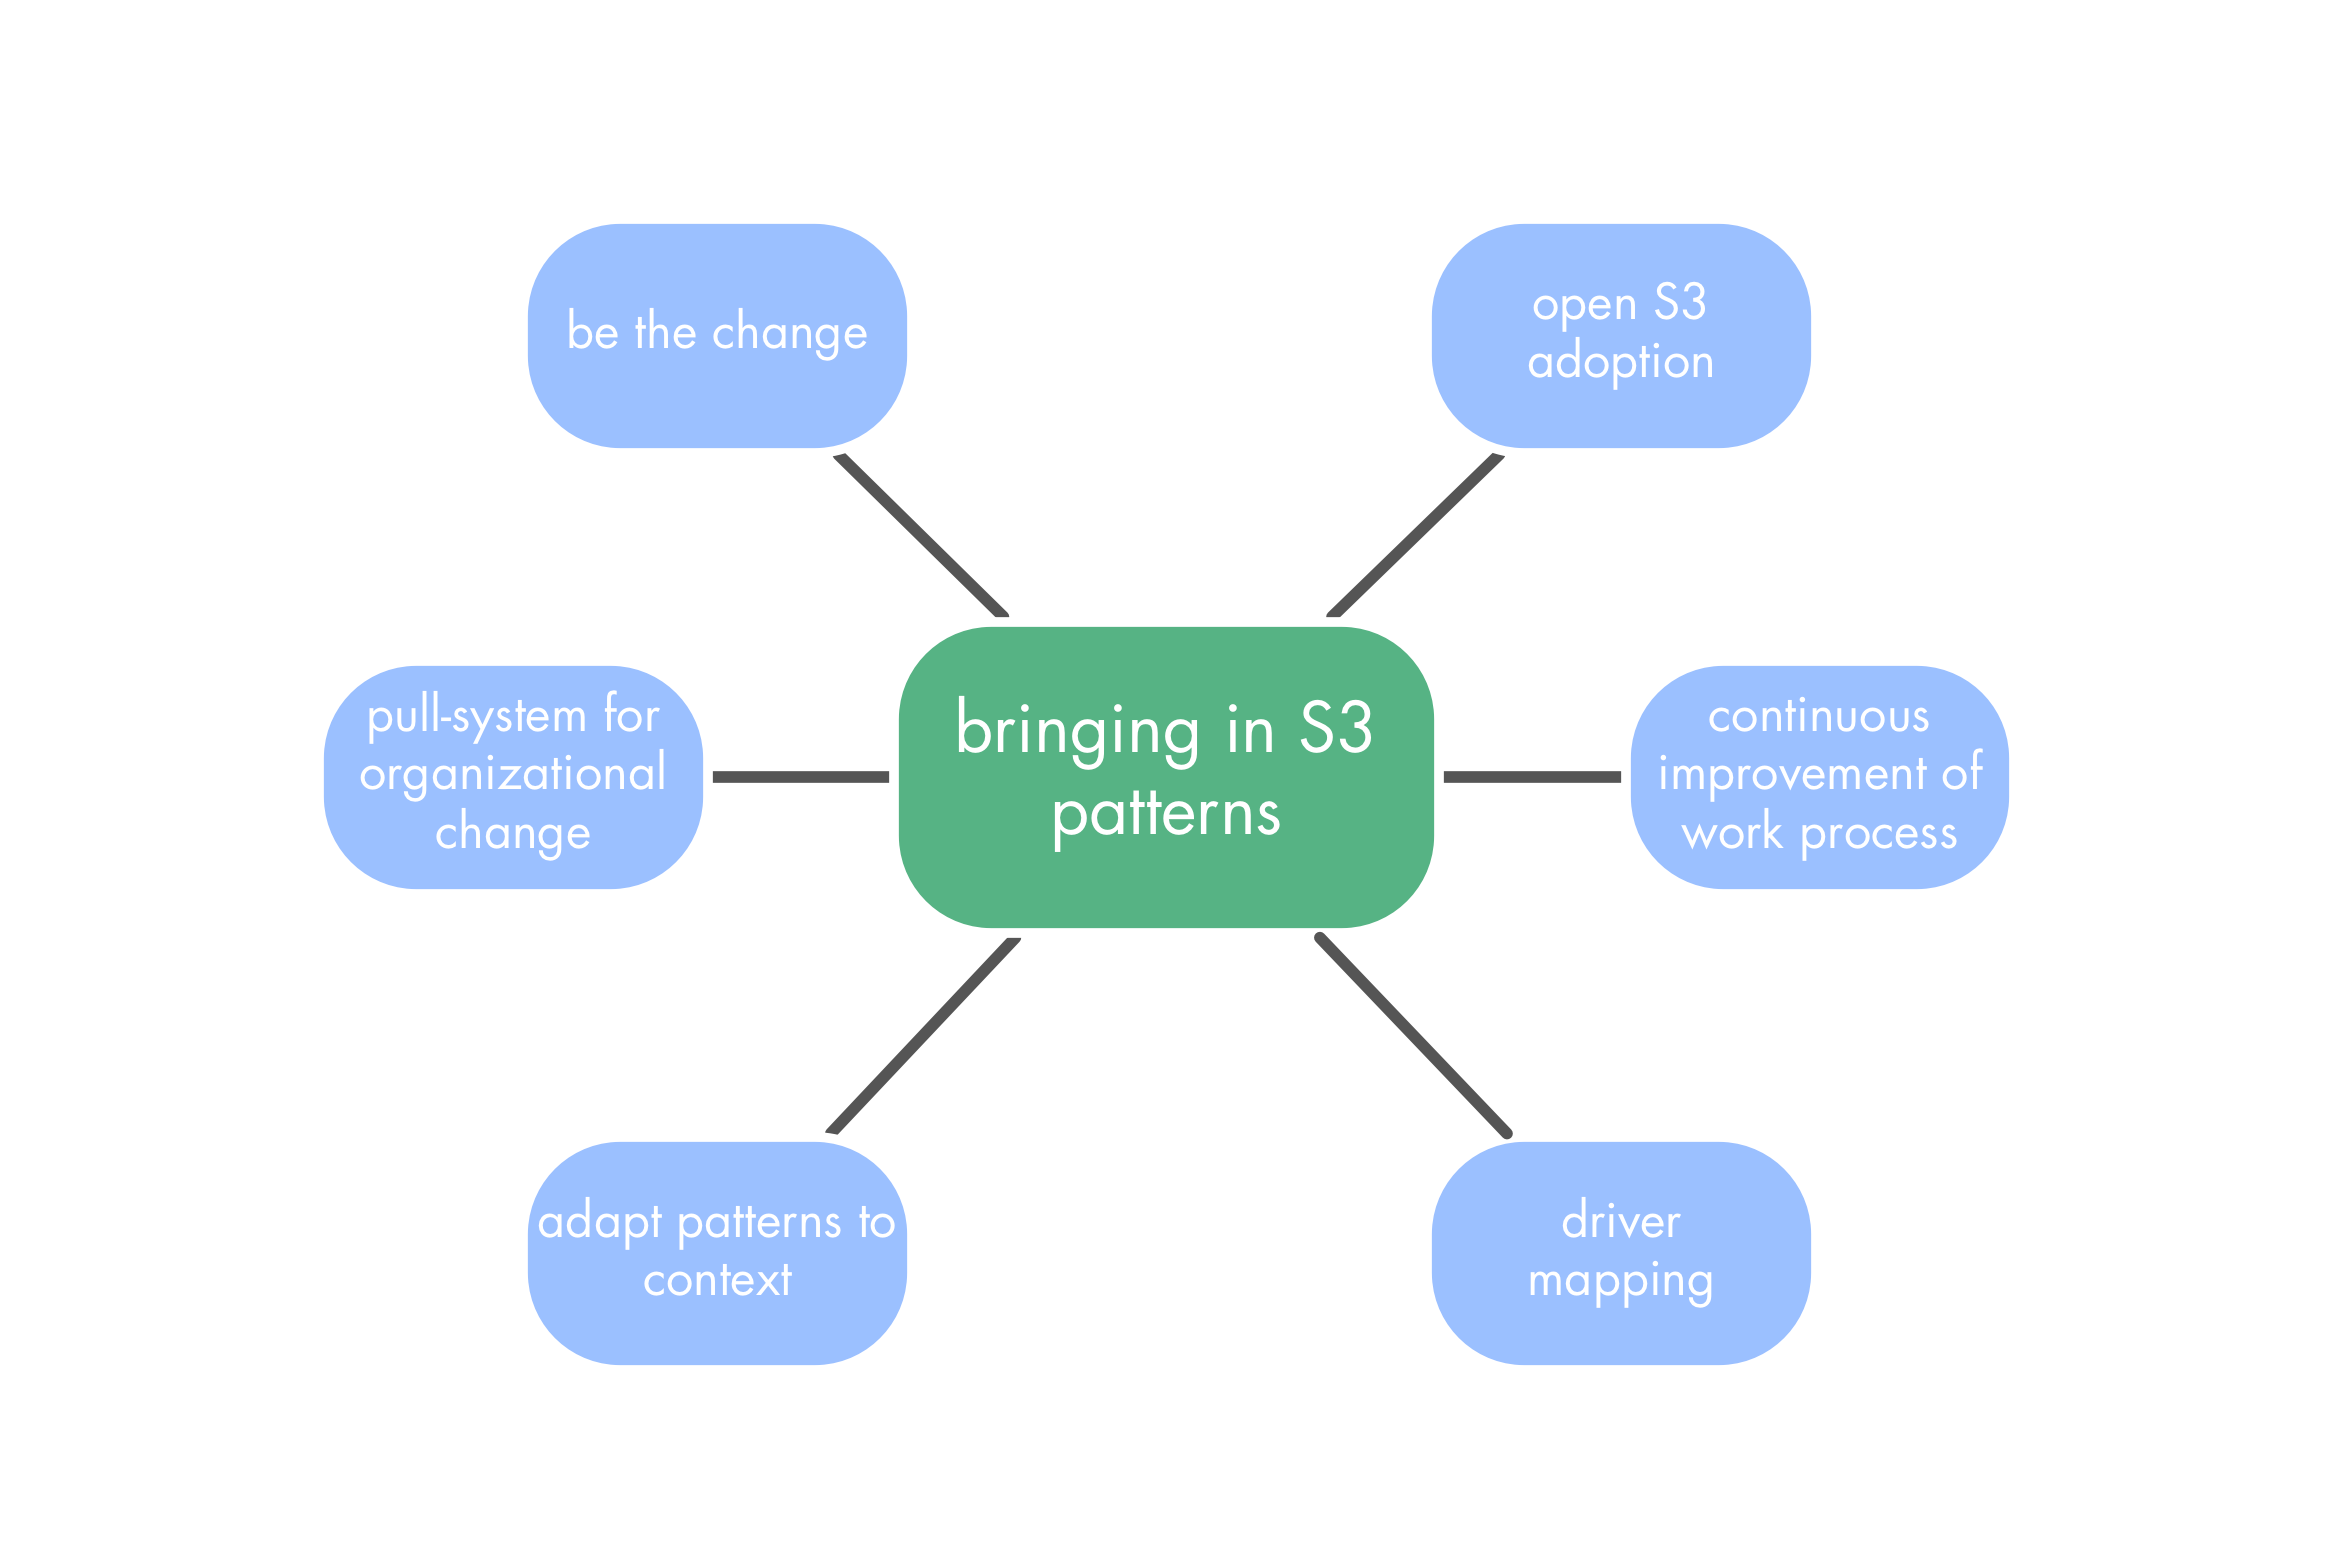 be the change
open S3
adoption
pull-system for
organizational
change
bringing in S3
patterns
continuous
improvement of
work process
adapt patterns to
context
driver
mapping